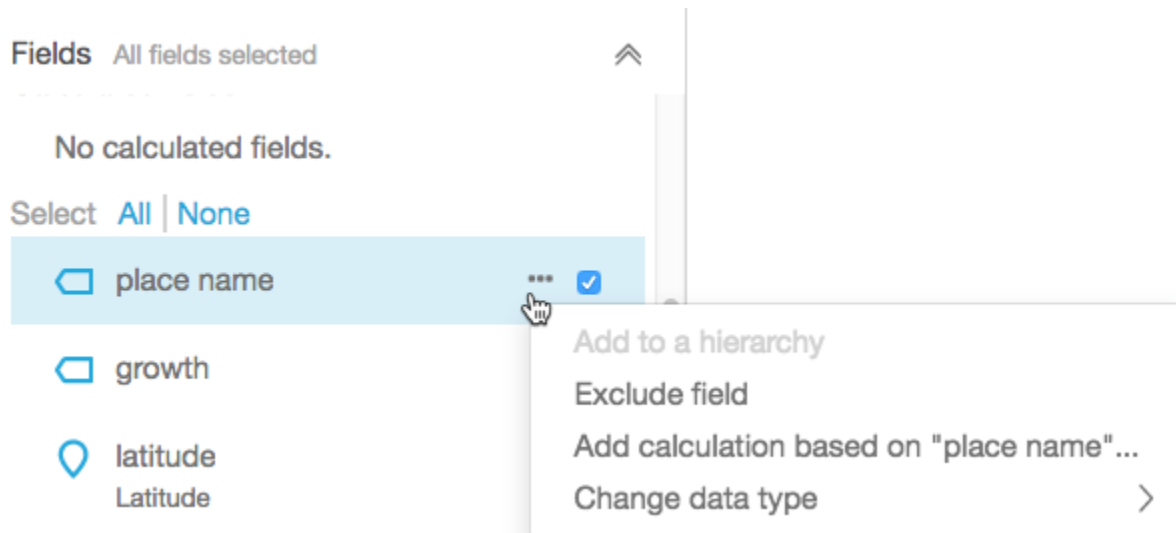 Fields All fields selected
No calculated fields.
Select All | None
place name ...
Add to a hierarchy
growth
Exclude field
Add calculation based on "place name"...
latitude
Latitude
Change data type